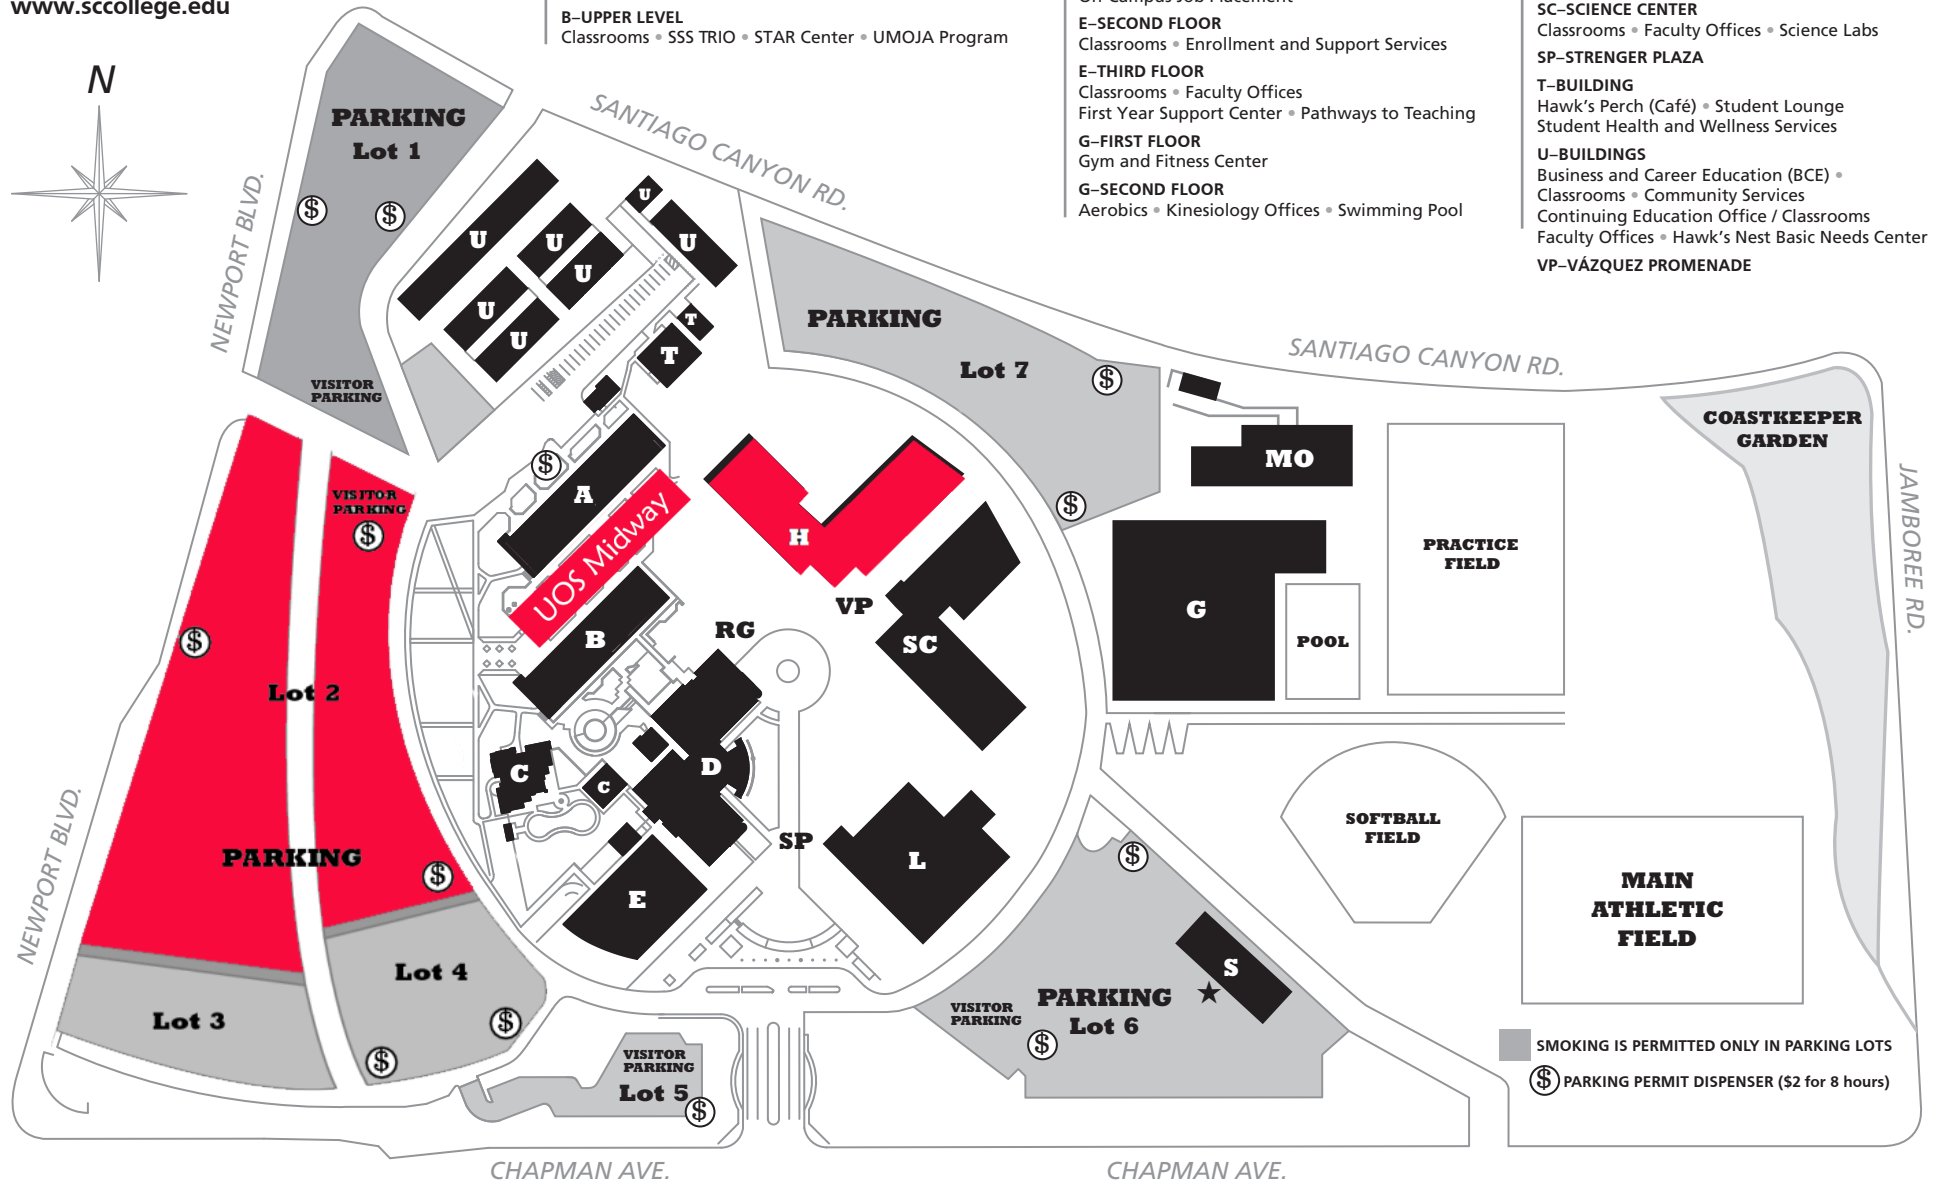 www.sccollege.edu
B–UPPER LEVEL
Classrooms • SSS TRIO • STAR Center • UMOJA Program
Off-Campus Job Placement
E–SECOND FLOOR
Classrooms • Enrollment and Support Services
E–THIRD FLOOR
Classrooms • Faculty Offices
First Year Support Center • Pathways to Teaching
G–FIRST FLOOR
Gym and Fitness Center
G–SECOND FLOOR
Aerobics • Kinesiology Offices • Swimming Pool
SC–SCIENCE CENTER
Classrooms • Faculty Offices • Science Labs
SP–STRENGER PLAZA
T–BUILDING
Hawk's Perch (Café) • Student Lounge
Student Health and Wellness Services
U–BUILDINGS
Business and Career Education (BCE) •
Classrooms • Community Services
Continuing Education Office / Classrooms
Faculty Offices • Hawk's Nest Basic Needs Center
VP–VÁZQUEZ PROMENADE
N
PARKING
Lot 1
$
$
VISITOR
PARKING
NEWPORT BLVD.
SANTIAGO CANYON RD.
U
U
U
U
U
U
U
T
T
PARKING
Lot 7
$
$
SANTIAGO CANYON RD.
COASTKEEPER
GARDEN
JAMBOREE RD.
MO
PRACTICE
FIELD
G
POOL
VISITOR
PARKING
$
$
$
A
UOS Midway
H
B
RG
VP
SC
$
Lot 2
PARKING
$
C
C
D
SP
E
L
NEWPORT BLVD.
Lot 3
Lot 4
$
$
VISITOR
PARKING
Lot 5
$
VISITOR
PARKING
$
PARKING
Lot 6
S
SOFTBALL
FIELD
MAIN
ATHLETIC
FIELD
SMOKING IS PERMITTED ONLY IN PARKING LOTS
$ PARKING PERMIT DISPENSER ($2 for 8 hours)
CHAPMAN AVE.
CHAPMAN AVE.